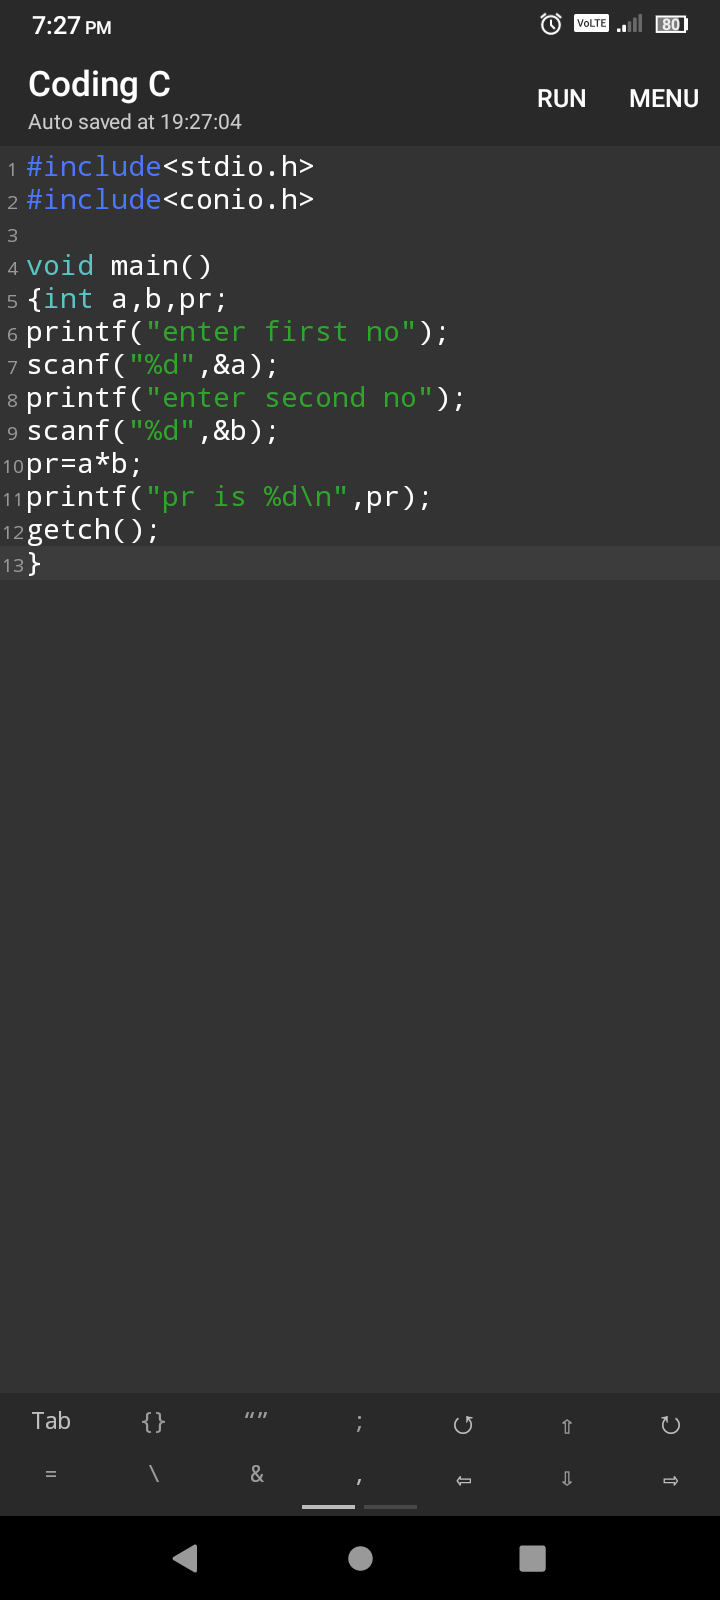 7:27 PM
VoLTE
80
Coding C
Auto saved at 19:27:04
RUN
MENU
1 #include<stdio.h>
2 #include<conio.h>
3
4 void main()
5 {int a,b,pr;
6 printf("enter first no");
7 scanf("%d",&a);
8 printf("enter second no");
9 scanf("%d",&b);
10 pr=a*b;
11 printf("pr is %d\n",pr);
12 getch();
13 }
Tab {} “” ; ↺ ⇧ ↻
= \ & , ⇦ ⇩ ⇨